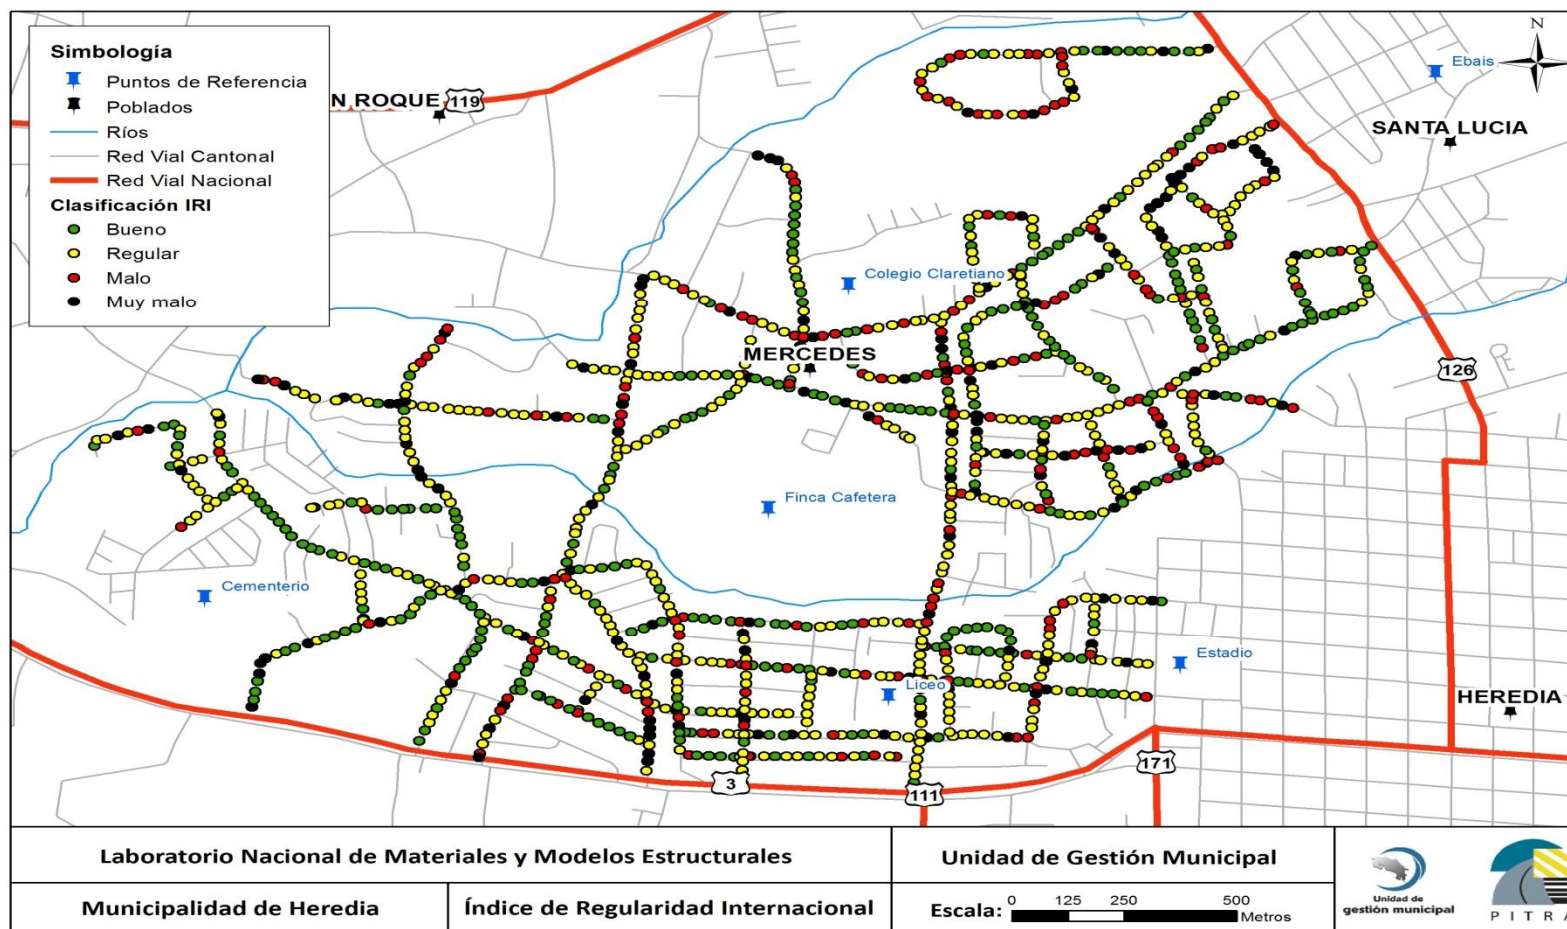 Simbología
Puntos de Referencia
Poblados
Ríos
Red Vial Cantonal
Red Vial Nacional
Clasificación IRI
Bueno
Regular
Malo
Muy malo
N ROQUE
119
N
Ebais
SANTA LUCIA
Colegio Claretiano
MERCEDES
126
Finca Cafetera
Cementerio
Estadio
Liceo
HEREDIA
171
3
111
Laboratorio Nacional de Materiales y Modelos Estructurales
Unidad de Gestión Municipal
Municipalidad de Heredia
Índice de Regularidad Internacional
Escala:
0 125 250 500
Metros
Unidad de
gestión municipal
PITRA